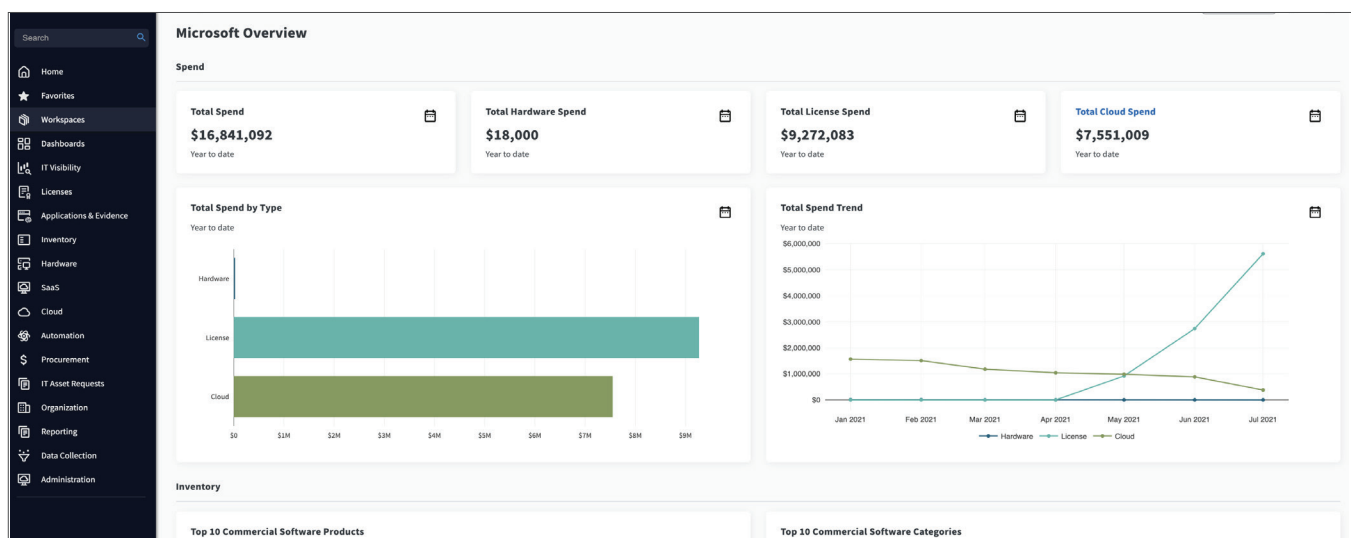 Search
Home
Favorites
Workspaces
Dashboards
IT Visibility
Licenses
Applications & Evidence
Inventory
Hardware
SaaS
Cloud
Automation
Procurement
IT Asset Requests
Organization
Reporting
Data Collection
Administration
Microsoft Overview
Spend
Total Spend
$16,841,092
Year to date
Total Hardware Spend
$18,000
Year to date
Total License Spend
$9,272,083
Year to date
Total Cloud Spend
$7,551,009
Year to date
Total Spend by Type
Year to date
Hardware
License
Cloud
$0 $1M $2M $3M $4M $5M $6M $7M $8M $9M
Total Spend Trend
Year to date
$6,000,000
$5,000,000
$4,000,000
$3,000,000
$2,000,000
$1,000,000
$0
Jan 2021 Feb 2021 Mar 2021 Apr 2021 May 2021 Jun 2021 Jul 2021
Hardware License Cloud
Inventory
Top 10 Commercial Software Products
Top 10 Commercial Software Categories